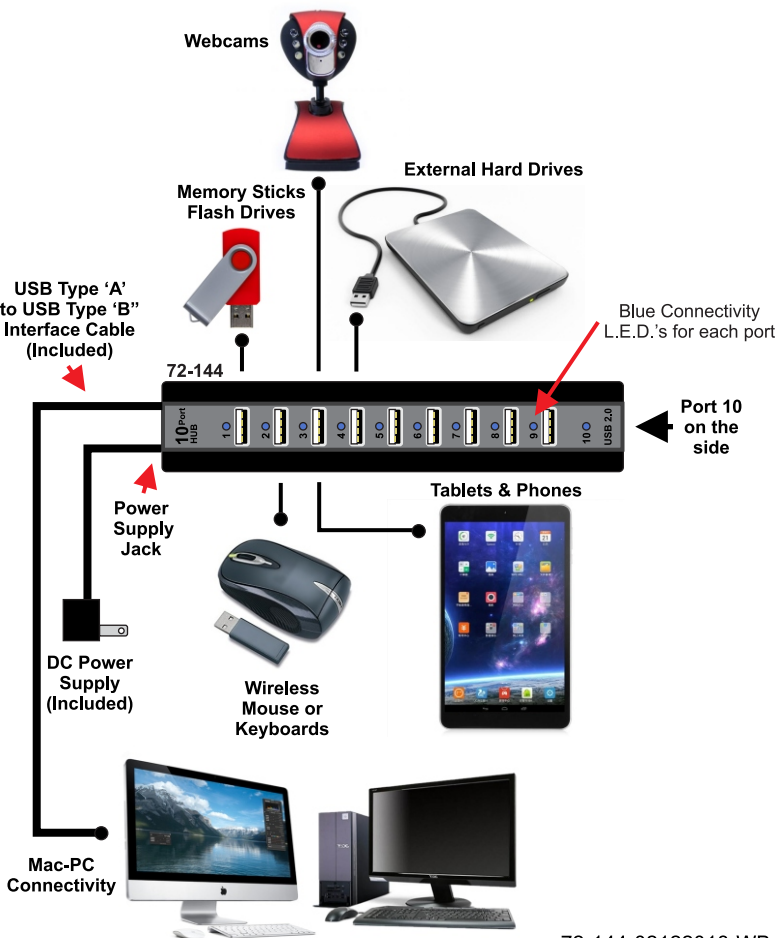 Webcams
External Hard Drives
Memory Sticks
Flash Drives
USB Type ‘A’
to USB Type ‘B”
Interface Cable
(Included)
Blue Connectivity
L.E.D.'s for each port
72-144
10 Port
HUB
1
2
3
4
5
6
7
8
9
10
USB 2.0
Port 10
on the
side
Power
Supply
Jack
Tablets & Phones
DC Power
Supply
(Included)
Wireless
Mouse or
Keyboards
Mac-PC
Connectivity